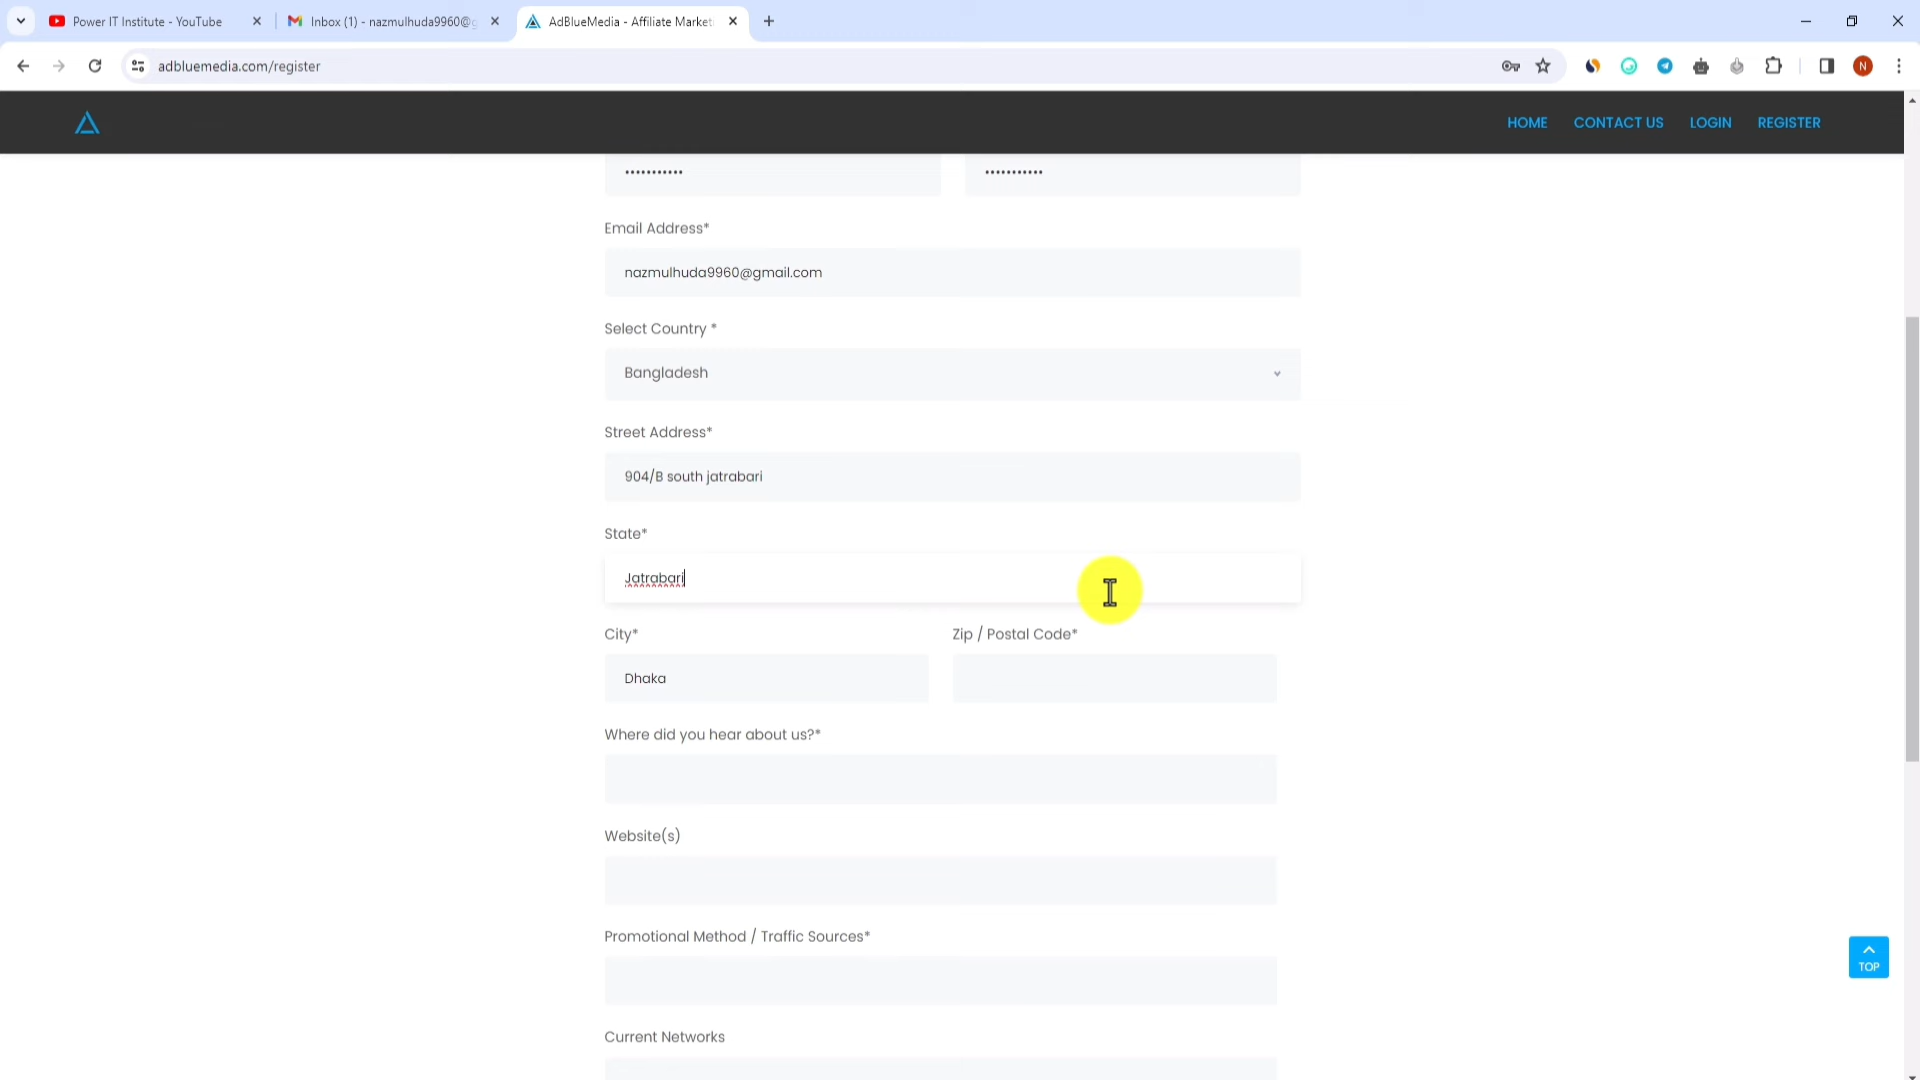 Power IT Institute - YouTube
Inbox (1) - nazmulhuda9960@g
AdBlueMedia - Affiliate Market
adbluemedia.com/register
N
HOME
CONTACT US
LOGIN
REGISTER
••••••••••• •••••••••••
Email Address*
nazmulhuda9960@gmail.com
Select Country *
Bangladesh
Street Address*
904/B south jatrabari
State*
Jatrabari
City* Zip / Postal Code*
Dhaka
Where did you hear about us?*
Website(s)
Promotional Method / Traffic Sources*
TOP
Current Networks